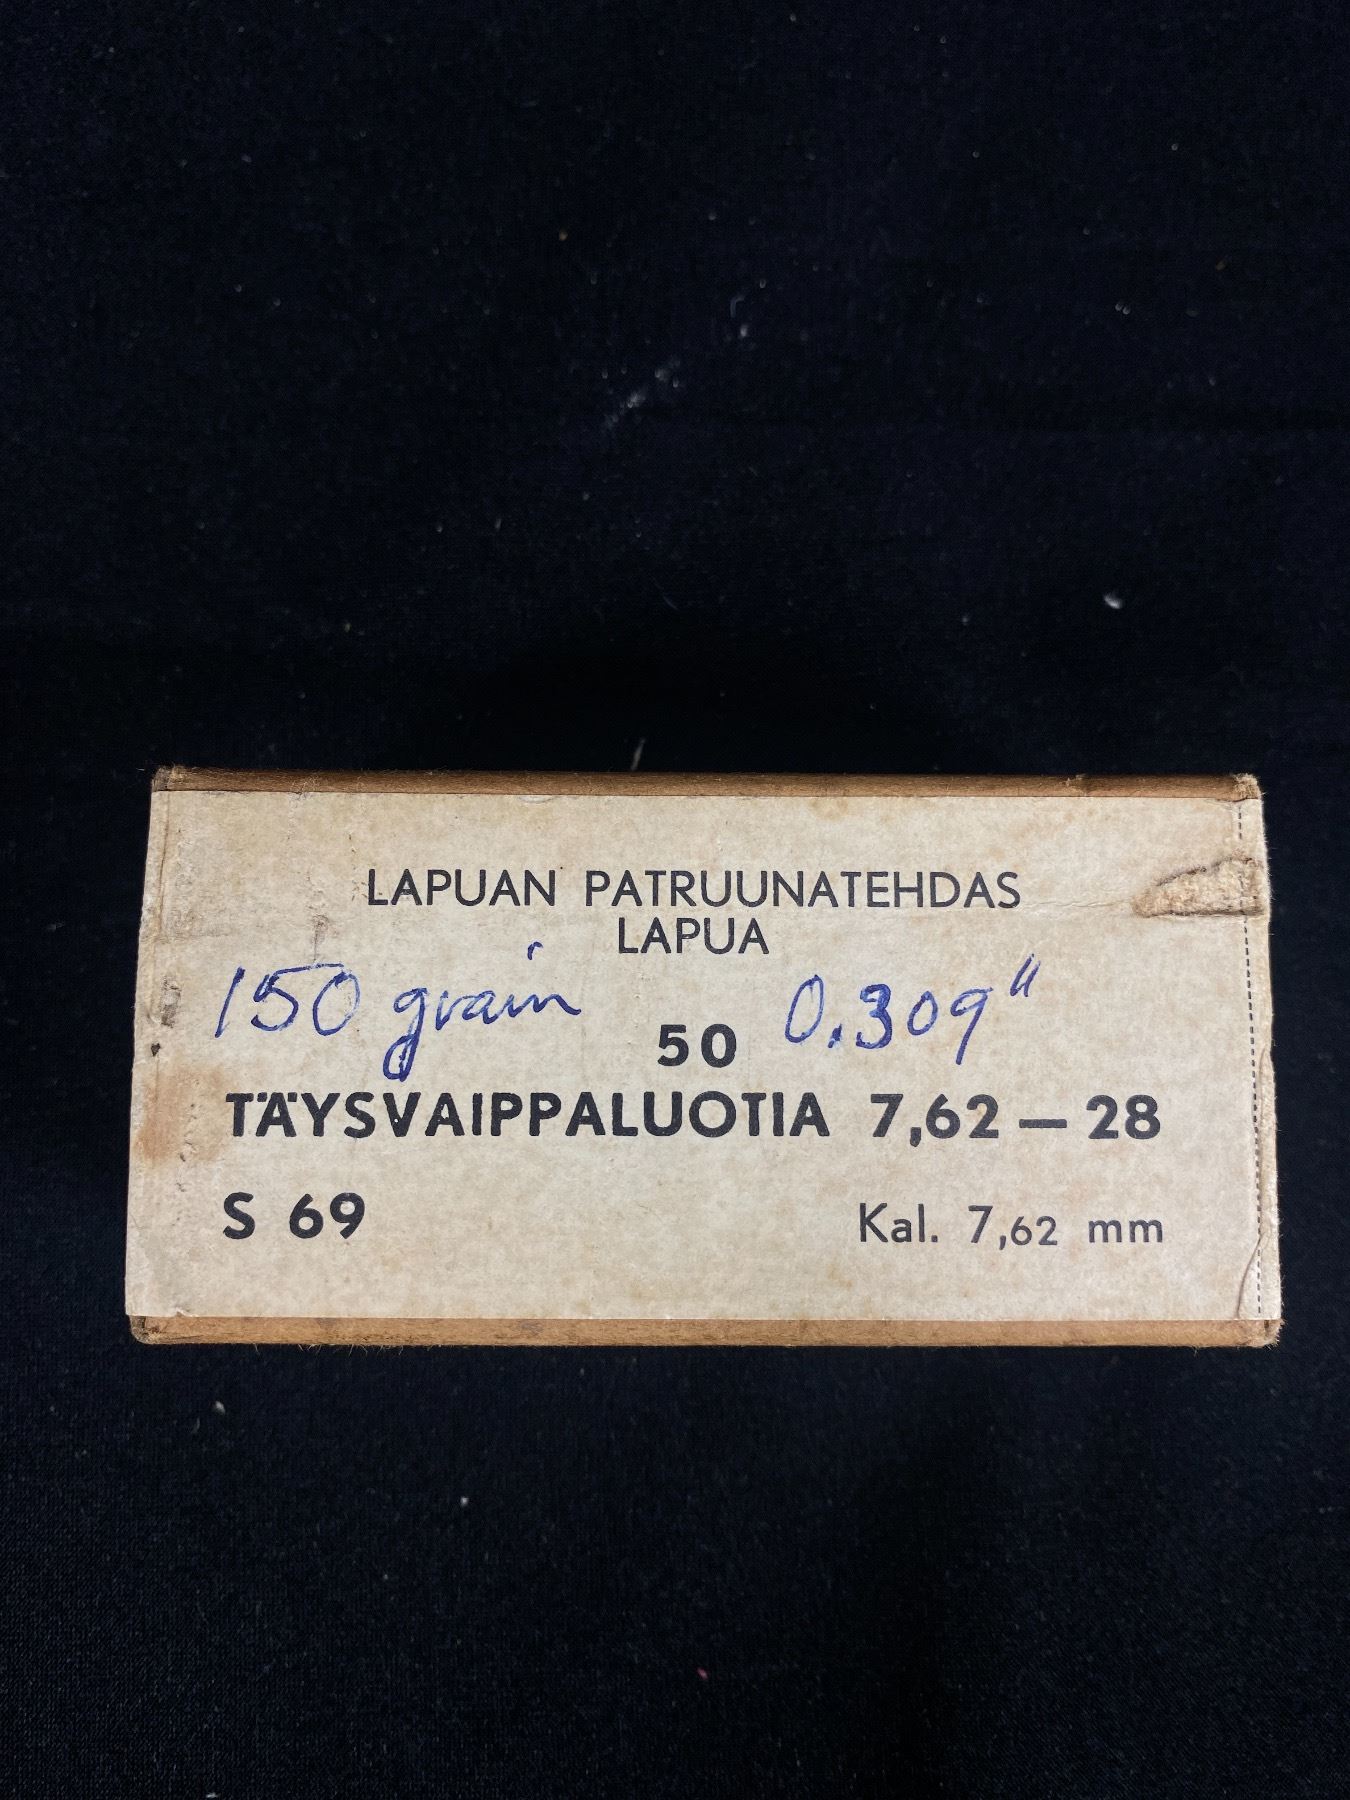 LAPUAN PATRUUNATEHDAS
LAPUA
150 grain 0.309"
50
TÄYSVAIPPALUOTIA 7,62 — 28
S 69 Kal. 7,62 mm